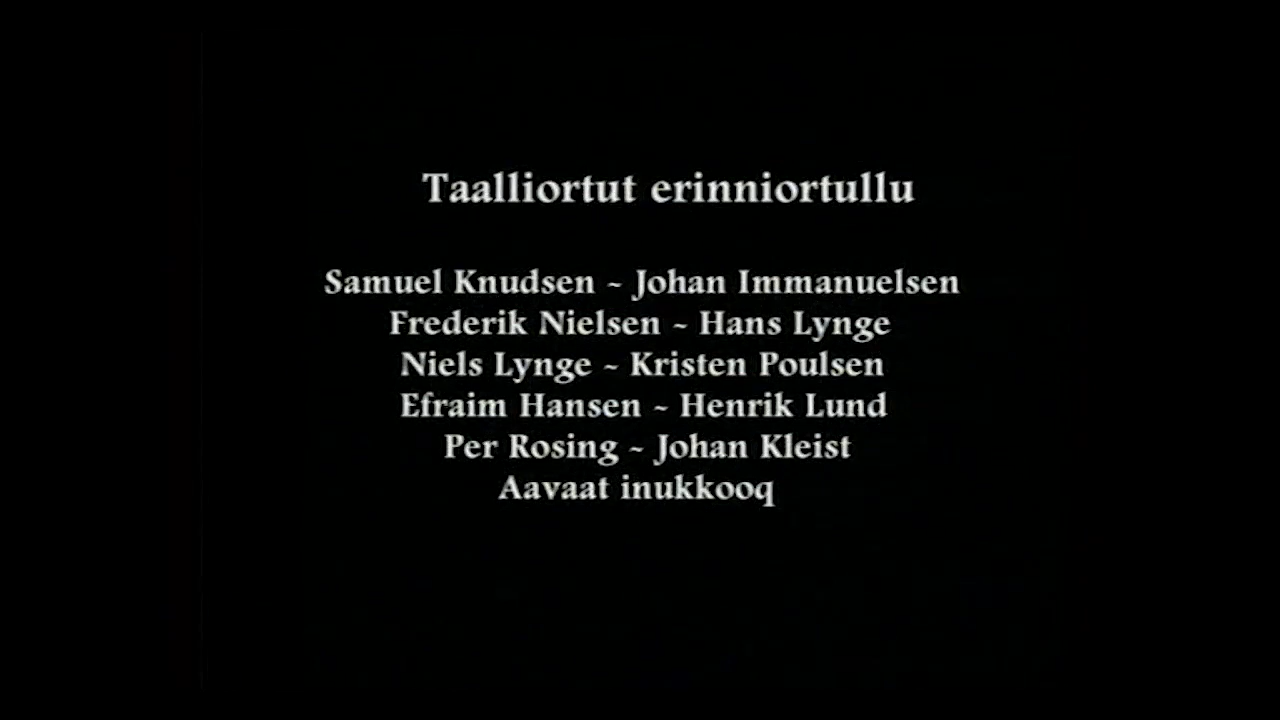 Taalliortut erinniortullu
Samuel Knudsen ~ Johan Immanuelsen
Frederik Nielsen ~ Hans Lynge
Niels Lynge ~ Kristen Poulsen
Efraim Hansen ~ Henrik Lund
Per Rosing ~ Johan Kleist
Aavaat inukkooq